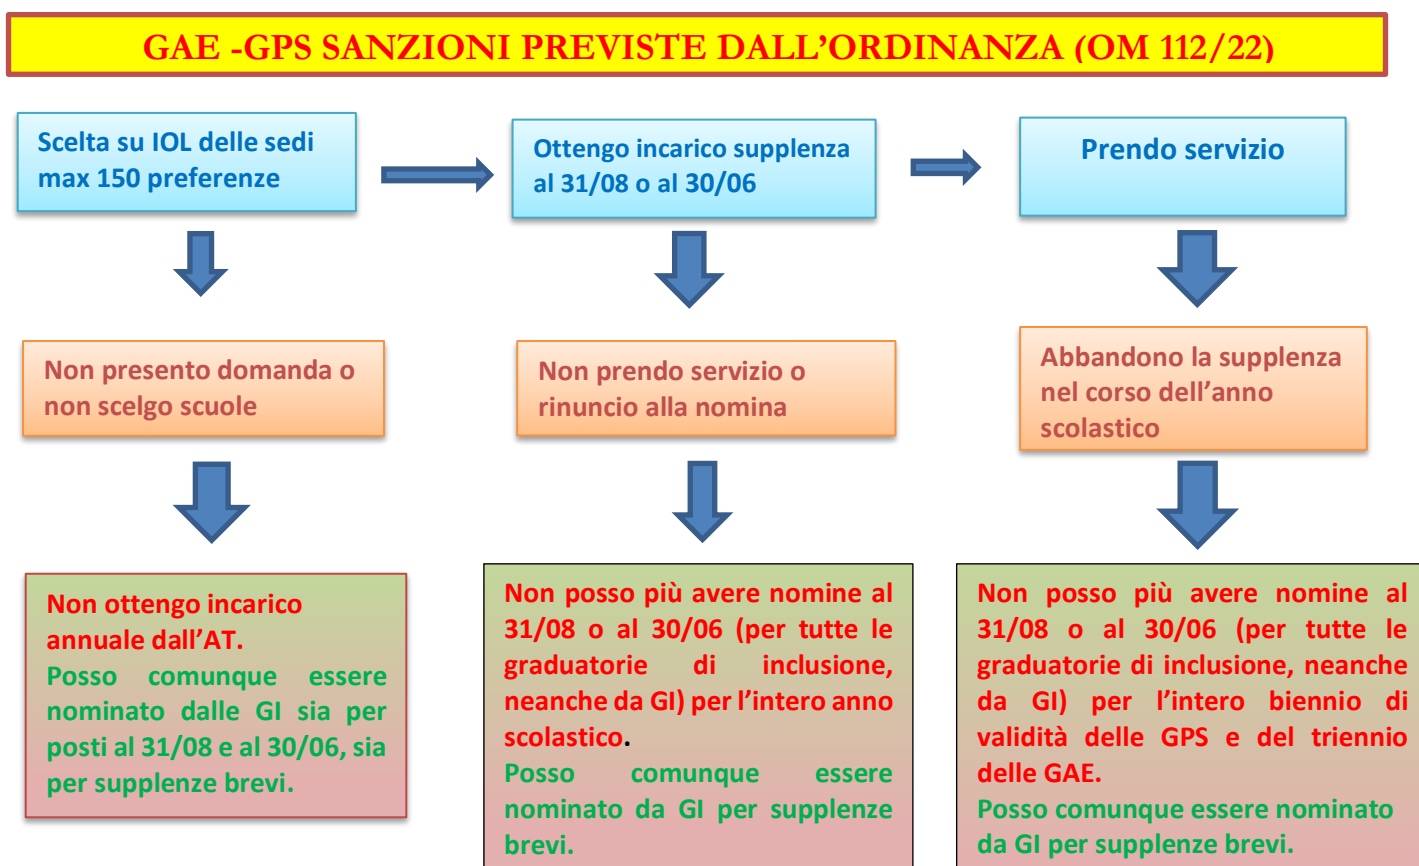 GAE -GPS SANZIONI PREVISTE DALL'ORDINANZA (OM 112/22)
Scelta su IOL delle sedi
max 150 preferenze
Ottengo incarico supplenza
al 31/08 o al 30/06
Prendo servizio
Non presento domanda o
non scelgo scuole
Non prendo servizio o
rinuncio alla nomina
Abbandono la supplenza
nel corso dell'anno
scolastico
Non ottengo incarico
annuale dall'AT.
Posso comunque essere
nominato dalle GI sia per
posti al 31/08 e al 30/06, sia
per supplenze brevi.
Non posso più avere nomine al
31/08 o al 30/06 (per tutte le
graduatorie di inclusione,
neanche da GI) per l'intero anno
scolastico.
Posso comunque essere
nominato da GI per supplenze
brevi.
Non posso più avere nomine al
31/08 o al 30/06 (per tutte le
graduatorie di inclusione, neanche
da GI) per l'intero biennio di
validità delle GPS e del triennio
delle GAE.
Posso comunque essere nominato
da GI per supplenze brevi.